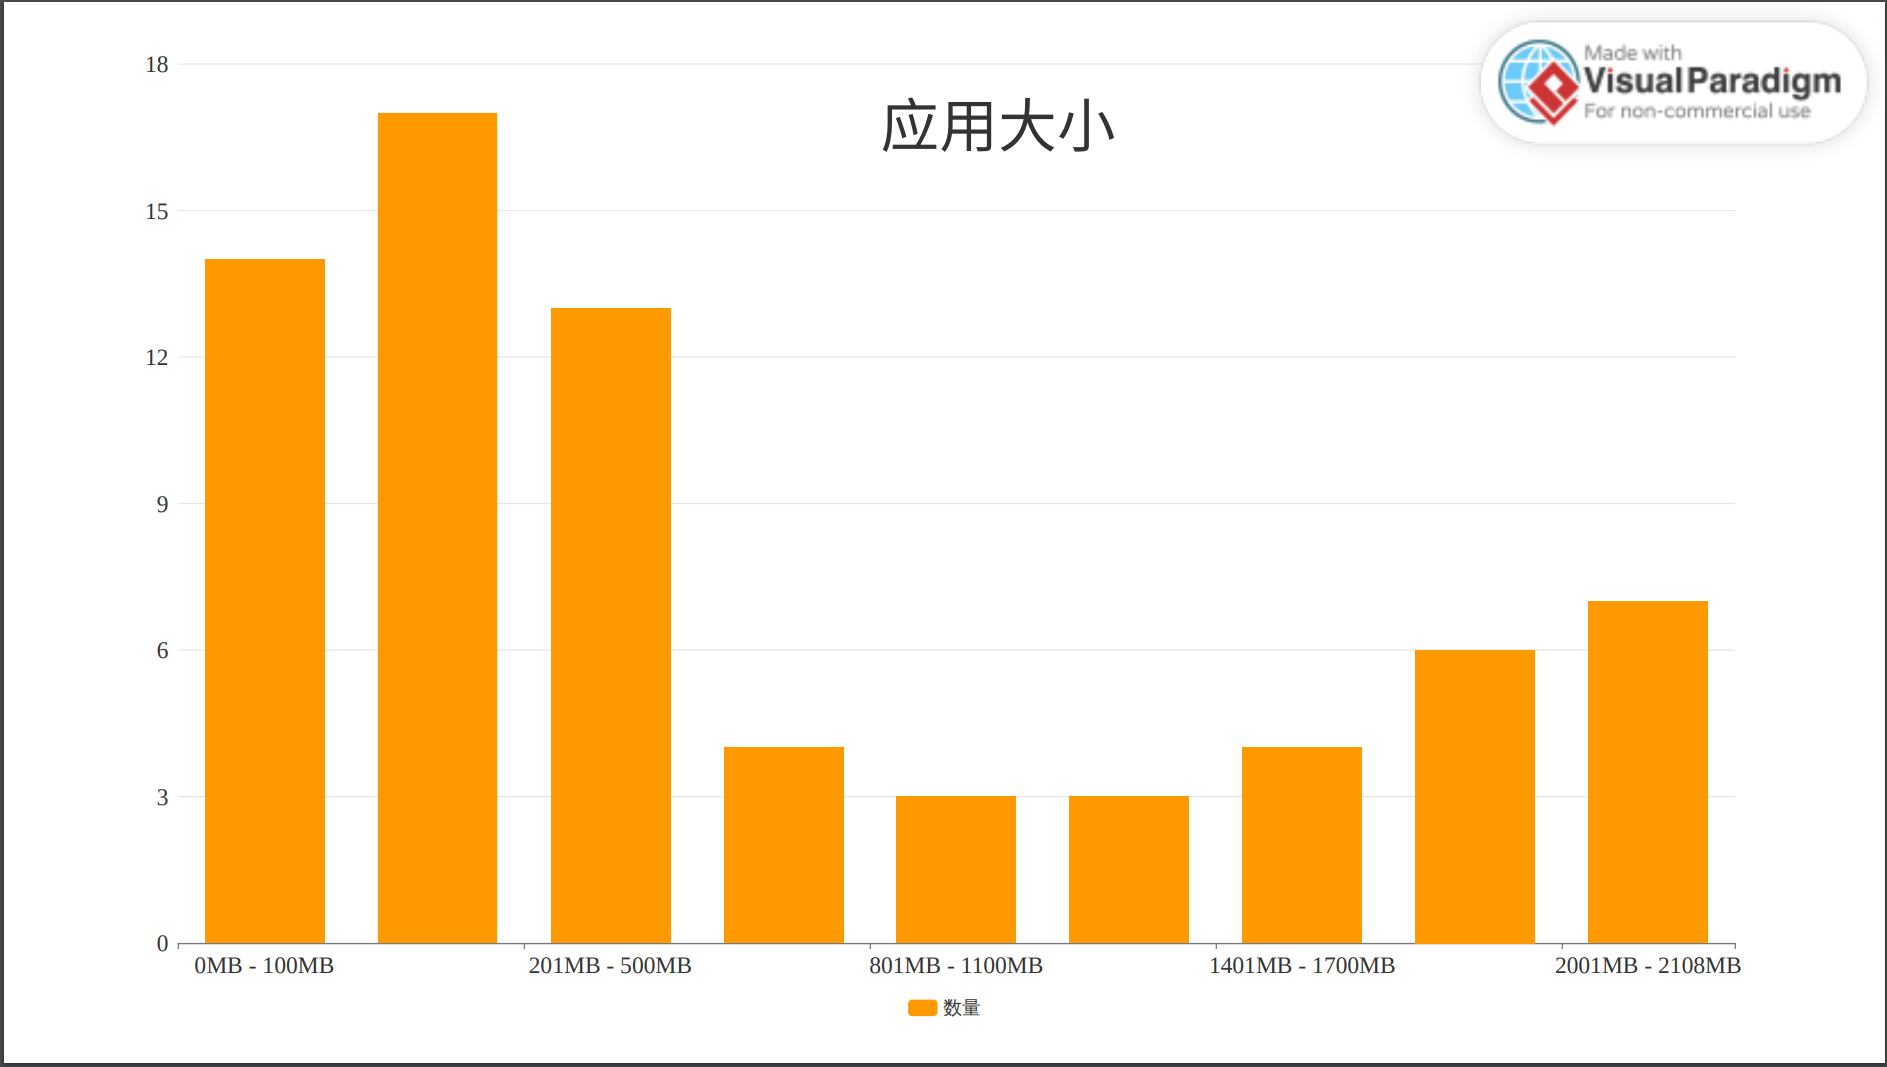 Made with
Visual Paradigm
For non-commercial use
应用大小
18
15
12
9
6
3
0
0MB - 100MB
201MB - 500MB
801MB - 1100MB
1401MB - 1700MB
2001MB - 2108MB
数量